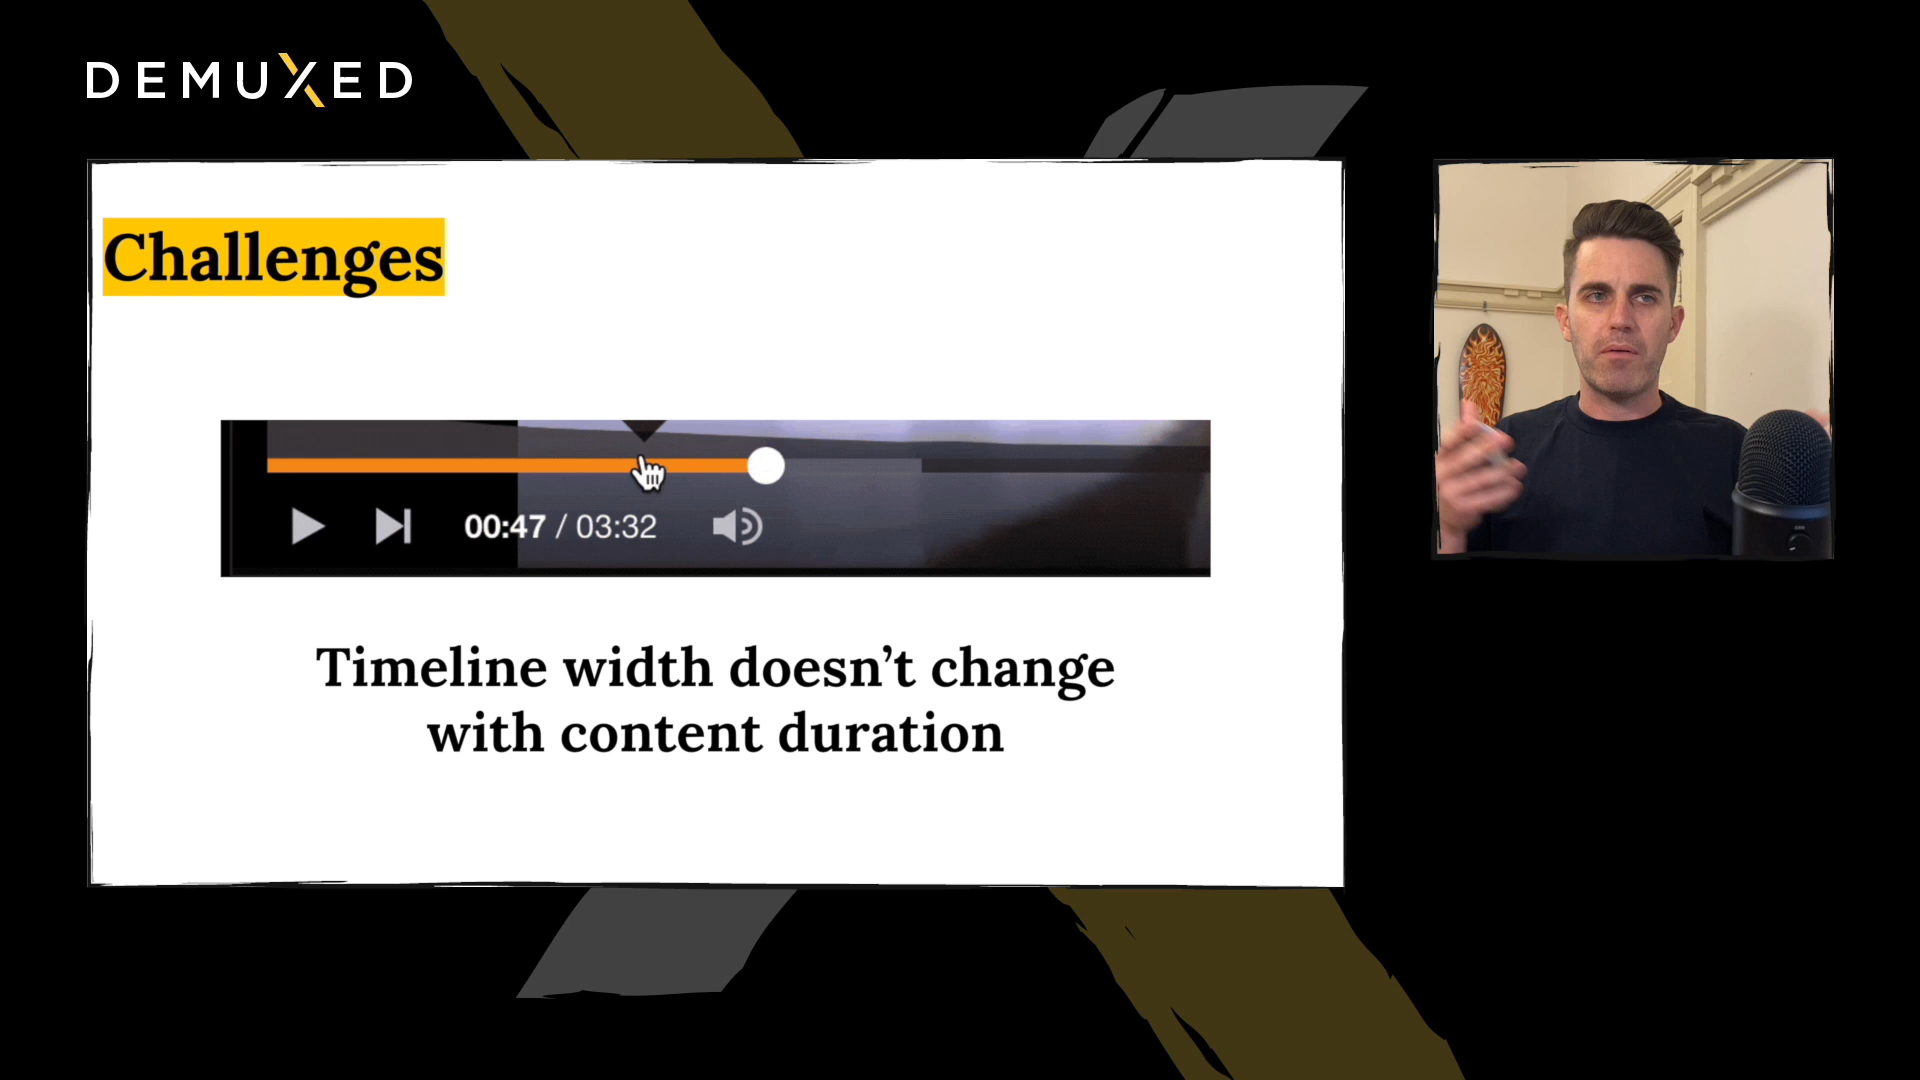 DEMUXED
Challenges
00:47 / 03:32
Timeline width doesn’t change
with content duration